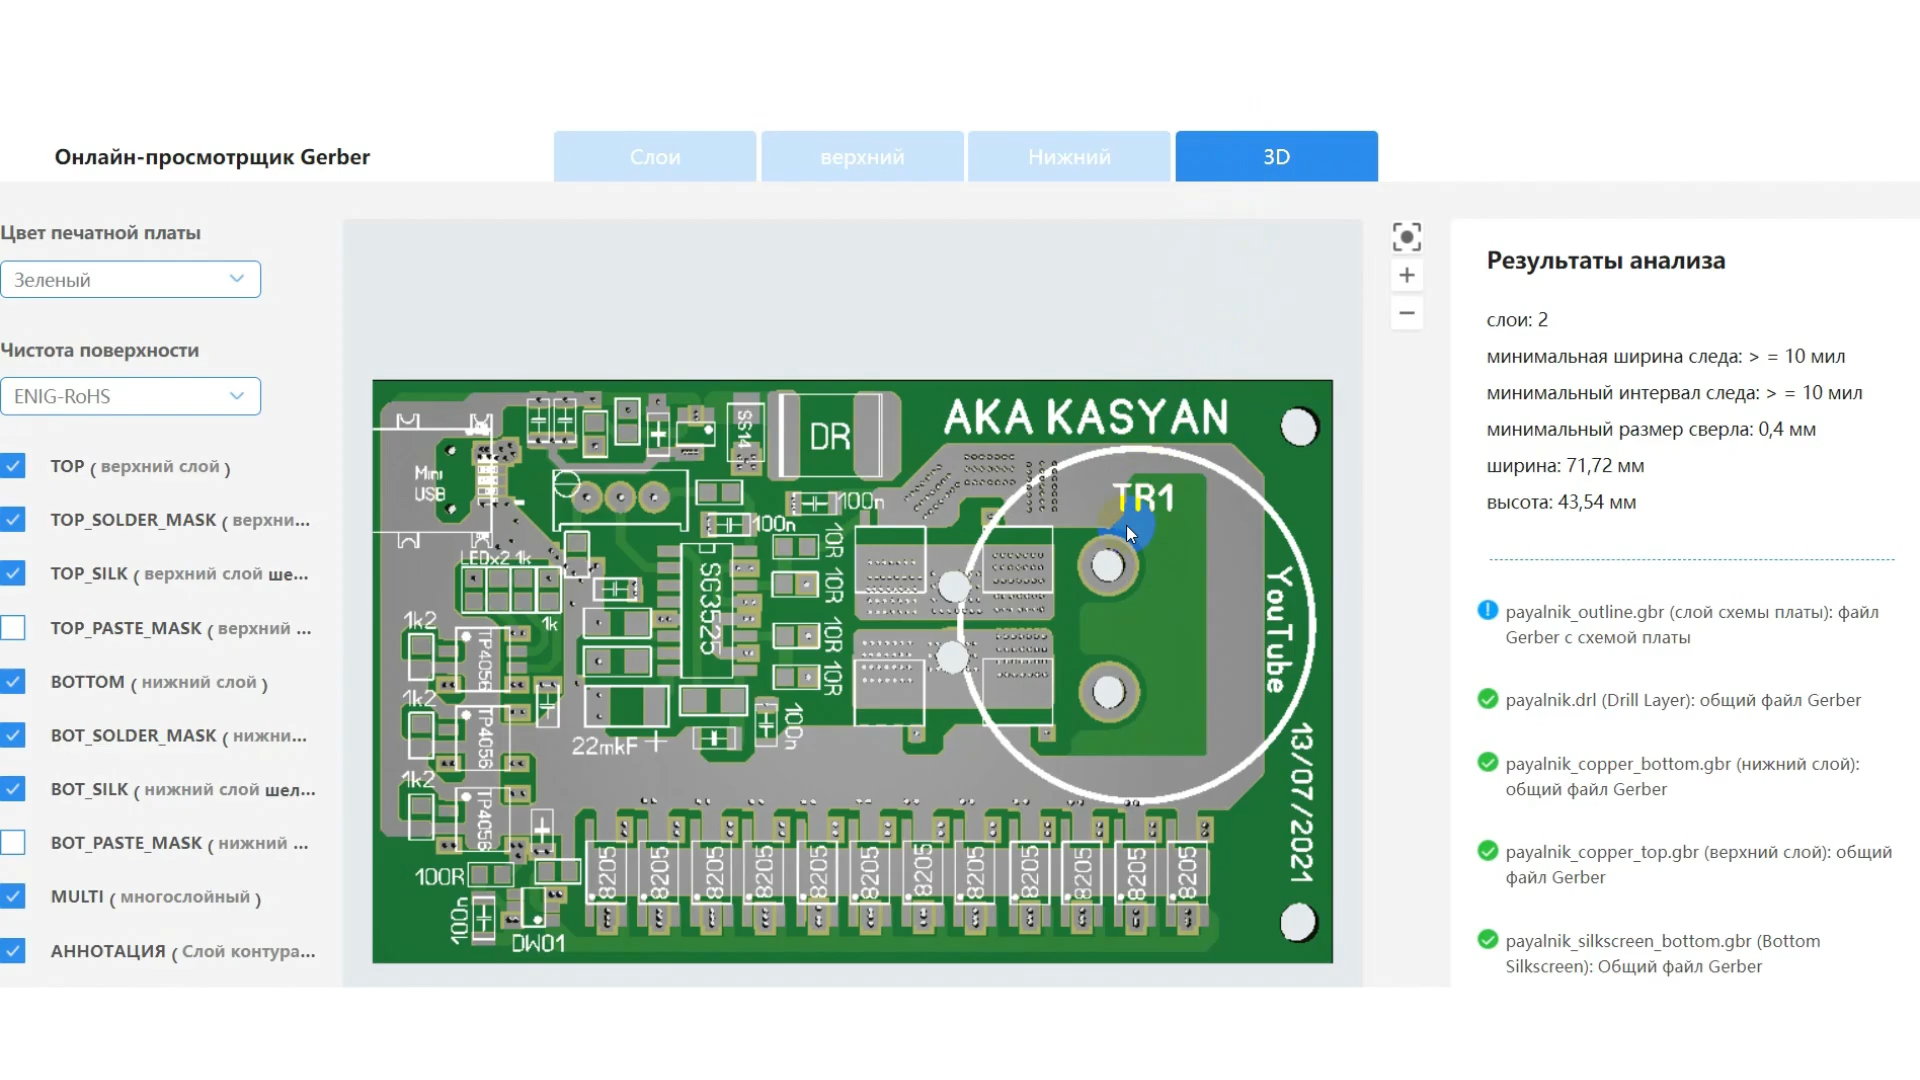 Онлайн-просмотрщик Gerber
Слои
верхний
Нижний
3D
Цвет печатной платы
Зеленый
Чистота поверхности
ENIG-RoHS
TOP ( верхний слой )
TOP_SOLDER_MASK ( верхни...
TOP_SILK ( верхний слой ше...
TOP_PASTE_MASK ( верхний ...
BOTTOM ( нижний слой )
BOT_SOLDER_MASK ( нижни...
BOT_SILK ( нижний слой шел...
BOT_PASTE_MASK ( нижний ...
MULTI ( многослойный )
АННОТАЦИЯ ( Слой контура...
AKA KASYAN
SS14
DR
Mini
USB
TR1
100n
100n
10R
10R
10R
10R
LEDx2 1k
1k
SG3525
1k2
1k2
1k2
TP4056
TP4056
TP4056
22mkF +
100n
YouTube
13/07/2021
8205
8205
8205
8205
8205
8205
8205
8205
8205
8205
8205
8205
100R
100n
DW01
+
−
Результаты анализа
слои: 2
минимальная ширина следа: > = 10 мил
минимальный интервал следа: > = 10 мил
минимальный размер сверла: 0,4 мм
ширина: 71,72 мм
высота: 43,54 мм
payalnik_outline.gbr (слой схемы платы): файл
Gerber с схемой платы
payalnik.drl (Drill Layer): общий файл Gerber
payalnik_copper_bottom.gbr (нижний слой):
общий файл Gerber
payalnik_copper_top.gbr (верхний слой): общий
файл Gerber
payalnik_silkscreen_bottom.gbr (Bottom
Silkscreen): Общий файл Gerber